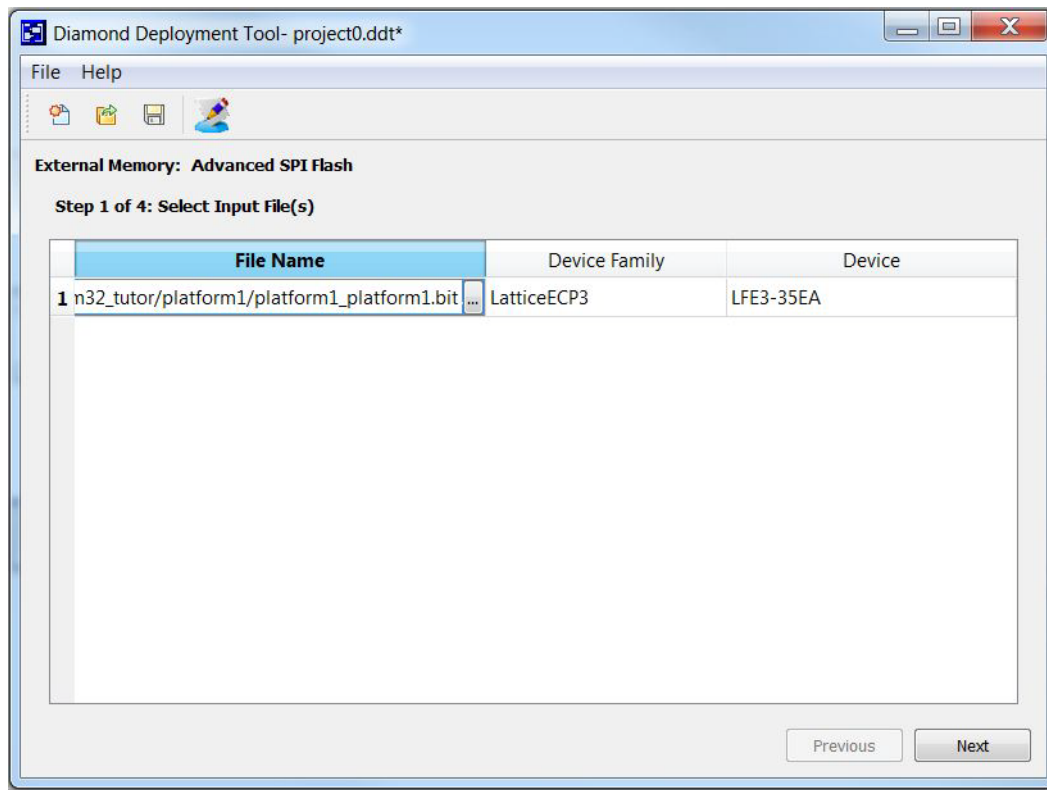 Diamond Deployment Tool- project0.ddt*
File Help
External Memory: Advanced SPI Flash
Step 1 of 4: Select Input File(s)
File Name Device Family Device
1 m32_tutor/platform1/platform1_platform1.bit ... LatticeECP3 LFE3-35EA
Previous Next